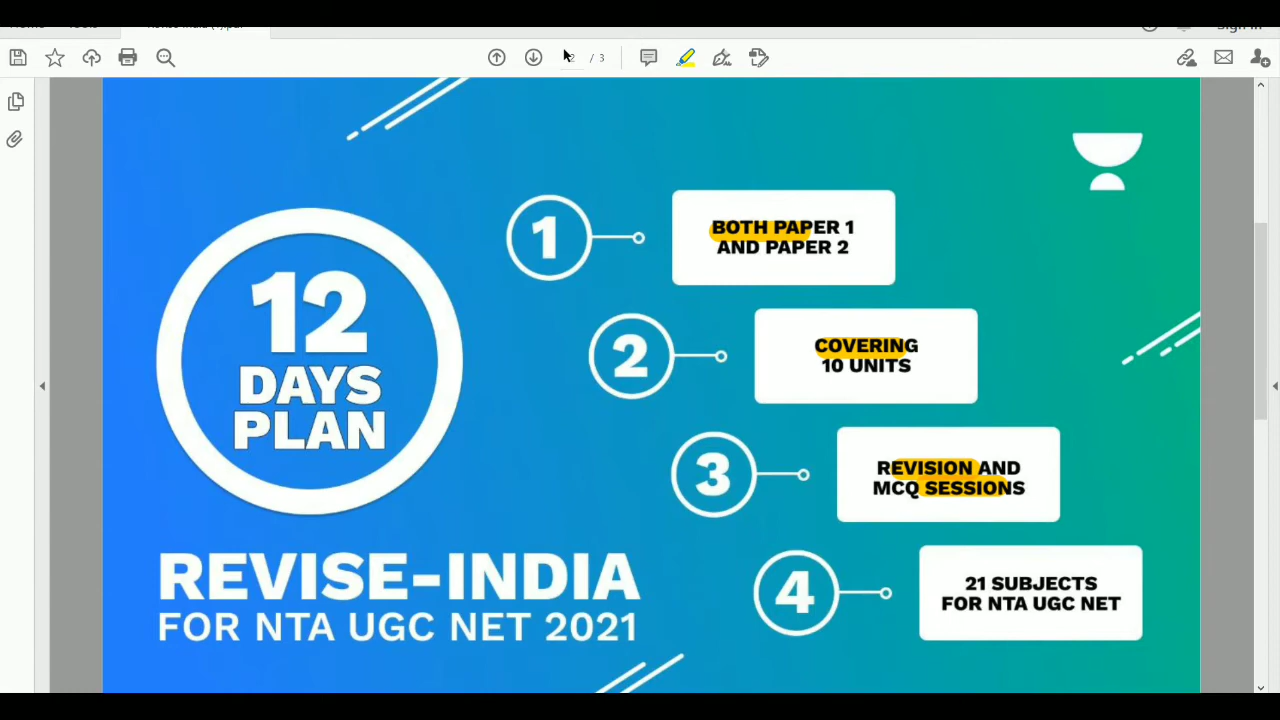 2 / 3
12
DAYS
PLAN
REVISE-INDIA
FOR NTA UGC NET 2021
1
BOTH PAPER 1
AND PAPER 2
2
COVERING
10 UNITS
3
REVISION AND
MCQ SESSIONS
4
21 SUBJECTS
FOR NTA UGC NET